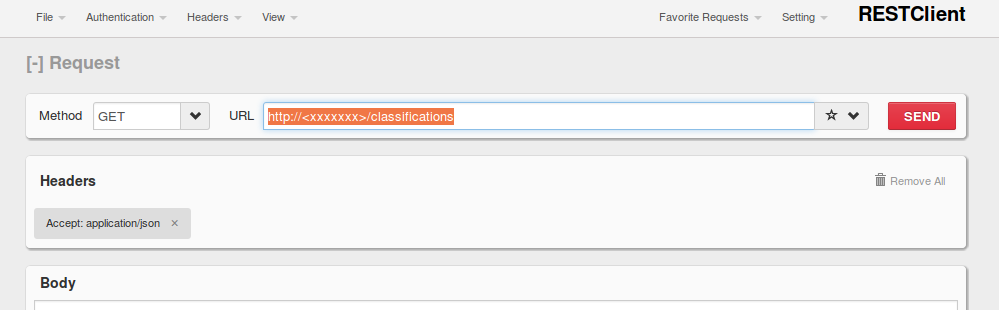 File Authentication Headers View Favorite Requests Setting RESTClient
[-] Request
Method GET URL http://<xxxxxxx>/classifications SEND
Headers Remove All
Accept: application/json ×
Body